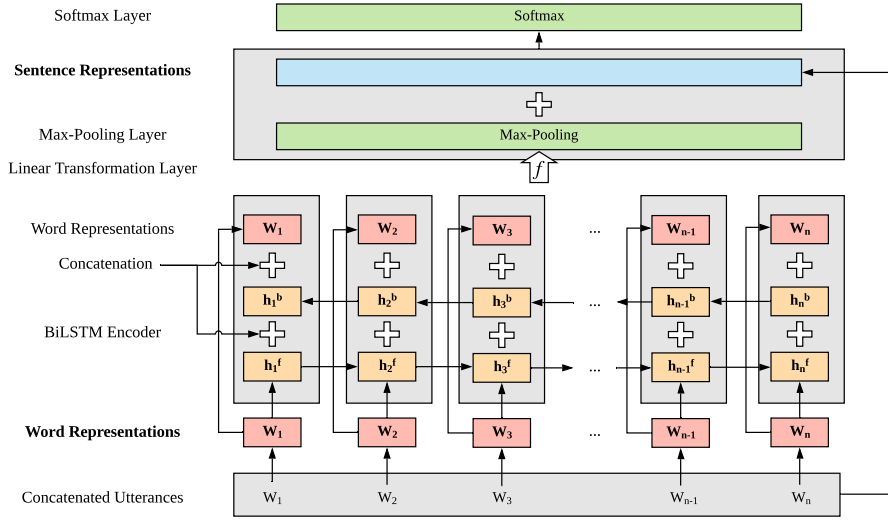 Softmax Layer Softmax
Sentence Representations
Max-Pooling Layer Max-Pooling
Linear Transformation Layer f
Word Representations W₁ W₂ W₃ ... Wₙ₋₁ Wₙ
Concatenation
h₁ᵇ h₂ᵇ h₃ᵇ ... hₙ₋₁ᵇ hₙᵇ
BiLSTM Encoder
h₁ᶠ h₂ᶠ h₃ᶠ ... hₙ₋₁ᶠ hₙᶠ
Word Representations W₁ W₂ W₃ ... Wₙ₋₁ Wₙ
Concatenated Utterances W₁ W₂ W₃ Wₙ₋₁ Wₙ